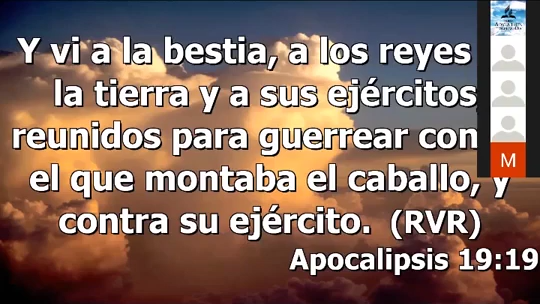 Y vi a la bestia, a los reyes
la tierra y a sus ejércitos
reunidos para guerrear con
el que montaba el caballo, y
contra su ejército. (RVR)
Apocalipsis 19:19
M